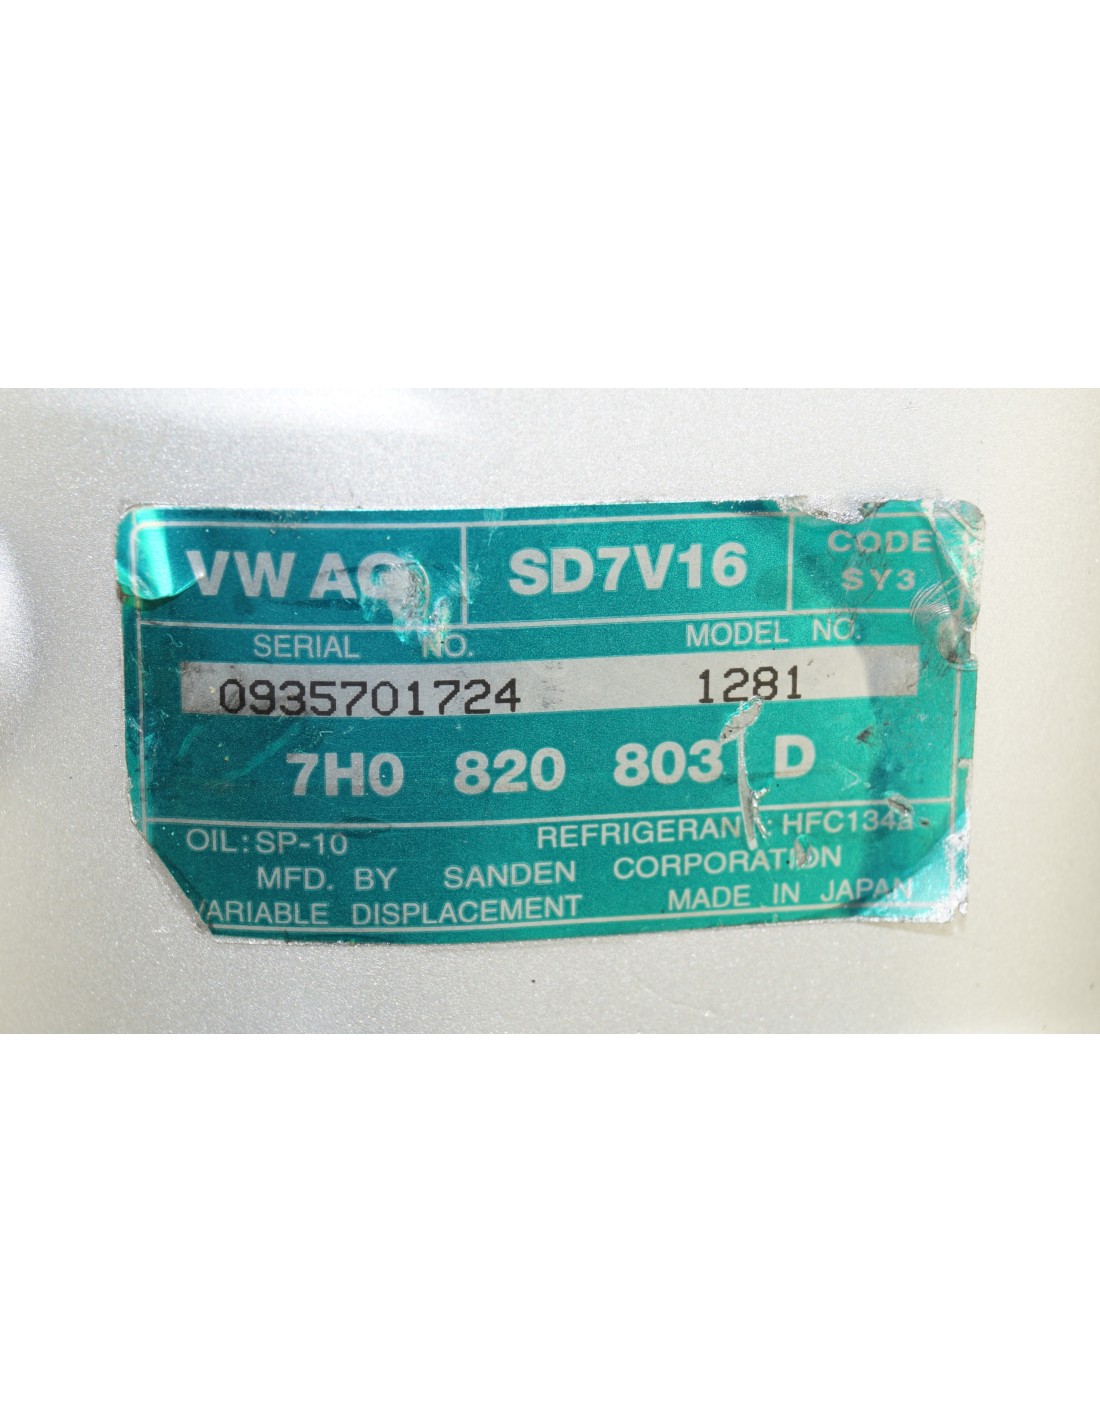 VW AG SD7V16 CODE
SY3
SERIAL NO. MODEL NO.
0935701724 1281
7H0 820 803 D
OIL:SP-10 REFRIGERANT: HFC134a
MFD. BY SANDEN CORPORATION
VARIABLE DISPLACEMENT MADE IN JAPAN